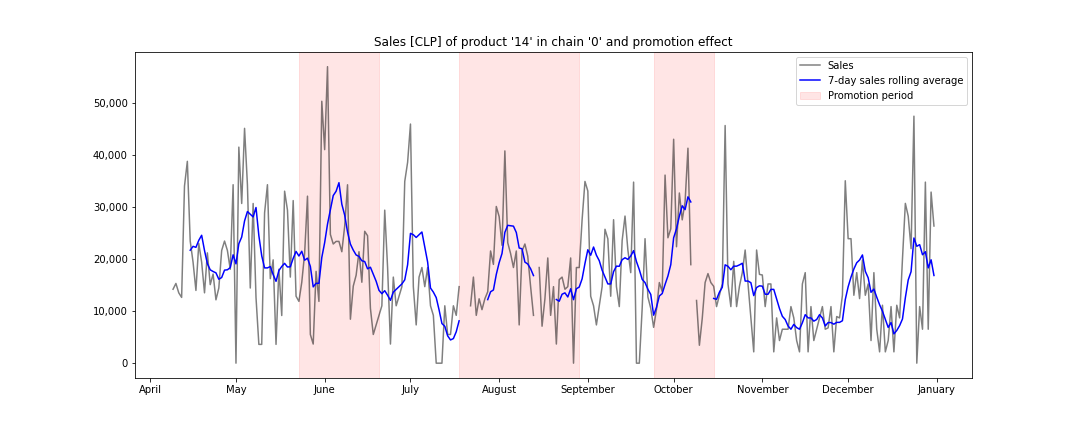 Sales [CLP] of product '14' in chain '0' and promotion effect
Sales
7-day sales rolling average
Promotion period
50,000
40,000
30,000
20,000
10,000
0
April May June July August September October November December January